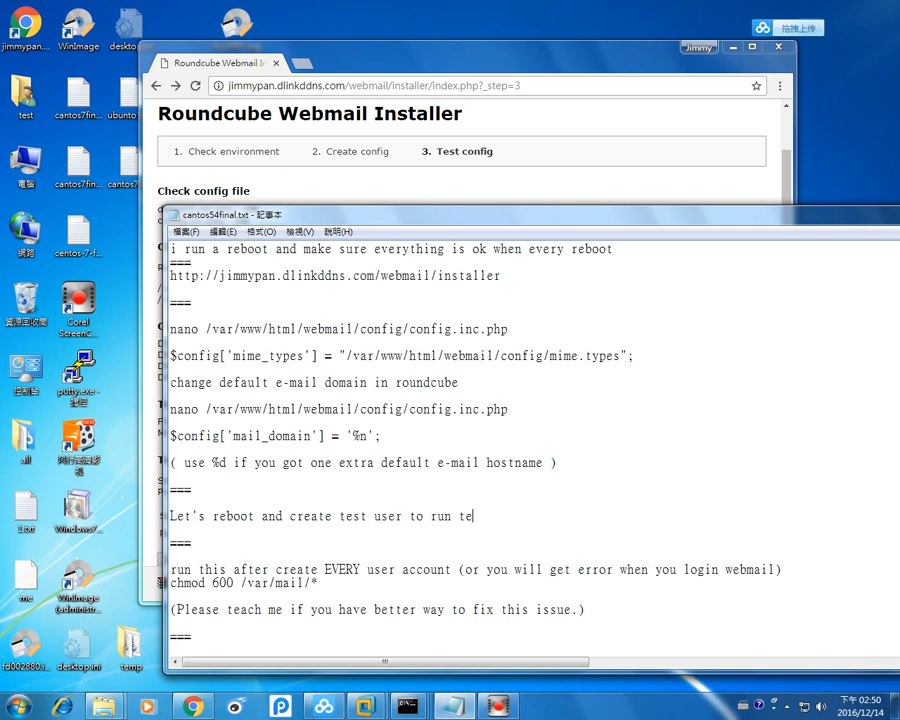 jimmypan....
WinImage
desktop
拖拽上传
Jimmy
Roundcube Webmail In
jimmypan.dlinkddns.com/webmail/installer/index.php?_step=3
test
cantos7fin...
ubunto1
Roundcube Webmail Installer
1. Check environment
2. Create config
3. Test config
電腦
cantos7fin...
cantos7
Check config file
cantos54final.txt - 記事本
檔案(F) 編輯(E) 格式(O) 檢視(V) 說明(H)
i run a reboot and make sure everything is ok when every reboot
===
http://jimmypan.dlinkddns.com/webmail/installer
===
nano /var/www/html/webmail/config/config.inc.php
$config['mime_types'] = "/var/www/html/webmail/config/mime.types";
change default e-mail domain in roundcube
nano /var/www/html/webmail/config/config.inc.php
$config['mail_domain'] = '%n';
( use %d if you got one extra default e-mail hostname )
===
Let's reboot and create test user to run te
===
run this after create EVERY user account (or you will get error when you login webmail)
chmod 600 /var/mail/*
(Please teach me if you have better way to fix this issue.)
===
網路
centos-7-f...
資源回收筒
Corel
ScreenC...
控制台
putty.exe -
捷徑
all
1.txt
Windows7...
me
WinImage
(administr...
fd002880.i...
desktop.ini
temp
下午 02:50
2016/12/14